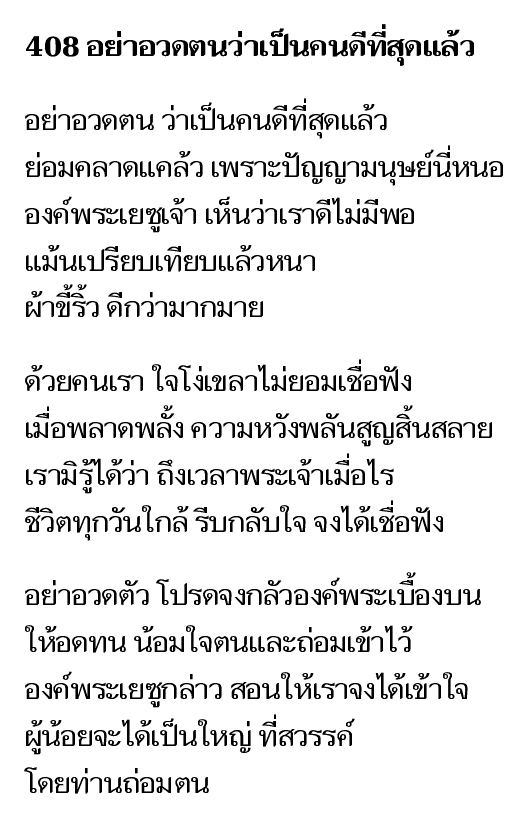 408 อย่าอวดตนว่าเป็นคนดีที่สุดแล้ว
อย่าอวดตน ว่าเป็นคนดีที่สุดแล้ว
ย่อมคลาดแคล้ว เพราะปัญญามนุษย์นี่หนอ
องค์พระเยซูเจ้า เห็นว่าเราดีไม่มีพอ
แม้นเปรียบเทียบแล้วหนา
ผ้าขี้ริ้ว ดีกว่ามากมาย
ด้วยคนเรา ใจโง่เขลาไม่ยอมเชื่อฟัง
เมื่อพลาดพลั้ง ความหวังพลันสูญสิ้นสลาย
เรามิรู้ได้ว่า ถึงเวลาพระเจ้าเมื่อไร
ชีวิตทุกวันใกล้ รีบกลับใจ จงได้เชื่อฟัง
อย่าอวดตัว โปรดจงกลัวองค์พระเบื้องบน
ให้อดทน น้อมใจตนและถ่อมเข้าไว้
องค์พระเยซูกล่าว สอนให้เราจงได้เข้าใจ
ผู้น้อยจะได้เป็นใหญ่ ที่สวรรค์
โดยท่านถ่อมตน